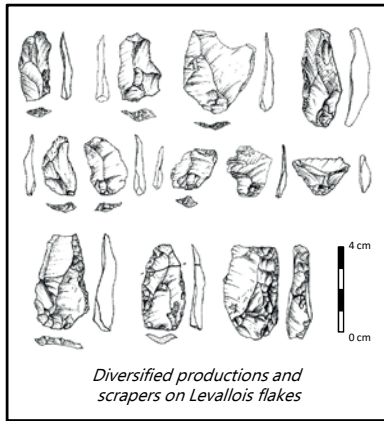 4 cm
0 cm
Diversified productions and
scrapers on Levallois flakes